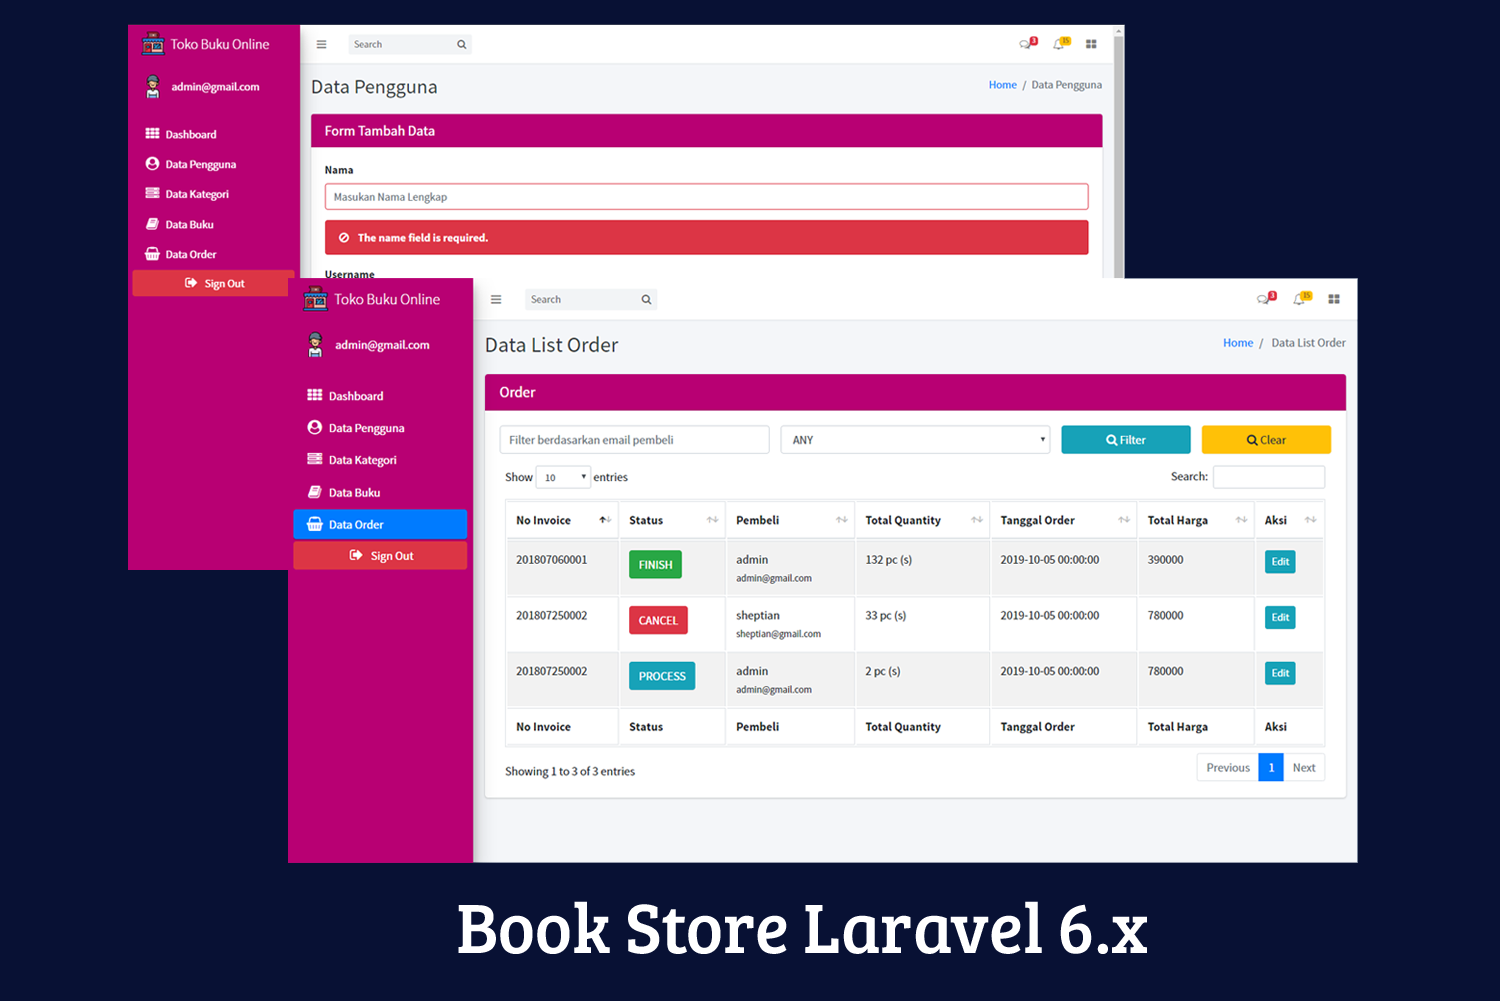 Toko Buku Online
Search
3
15
admin@gmail.com
Data Pengguna
Home / Data Pengguna
Form Tambah Data
Dashboard
Data Pengguna
Data Kategori
Data Buku
Data Order
Sign Out
Nama
Masukan Nama Lengkap
The name field is required.
Username
Toko Buku Online
Search
3
15
admin@gmail.com
Data List Order
Home / Data List Order
Dashboard
Data Pengguna
Data Kategori
Data Buku
Data Order
Sign Out
Order
Filter berdasarkan email pembeli ANY Filter Clear
Show 10 entries Search:
No Invoice Status Pembeli Total Quantity Tanggal Order Total Harga Aksi
201807060001 FINISH admin 132 pc (s) 2019-10-05 00:00:00 390000 Edit
admin@gmail.com
201807250002 CANCEL sheptian 33 pc (s) 2019-10-05 00:00:00 780000 Edit
sheptian@gmail.com
201807250002 PROCESS admin 2 pc (s) 2019-10-05 00:00:00 780000 Edit
admin@gmail.com
No Invoice Status Pembeli Total Quantity Tanggal Order Total Harga Aksi
Showing 1 to 3 of 3 entries Previous 1 Next
Book Store Laravel 6.x